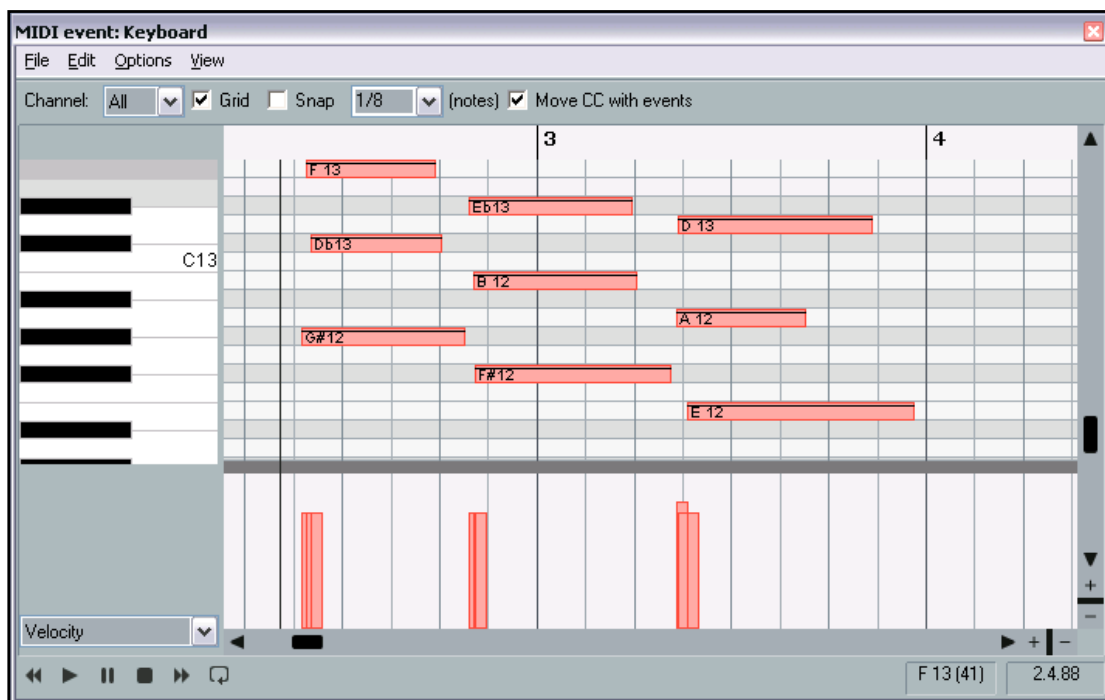 MIDI event: Keyboard
File Edit Options View
Channel: All Grid Snap 1/8 (notes) Move CC with events
3 4
F 13
Eb13
D 13
Db13
C13
B 12
A 12
G#12
F#12
E 12
Velocity
+
-
+ -
F 13 (41) 2.4.88